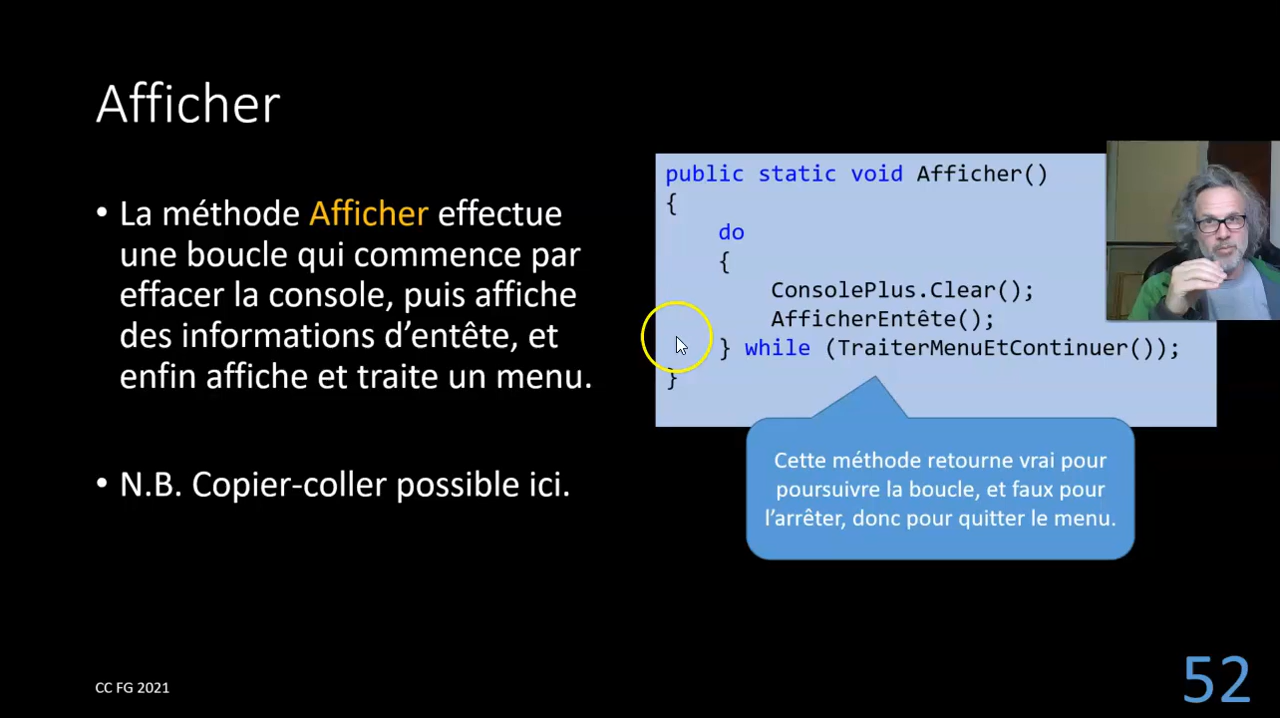 Afficher
• La méthode Afficher effectue
une boucle qui commence par
effacer la console, puis affiche
des informations d’entête, et
enfin affiche et traite un menu.
• N.B. Copier-coller possible ici.
public static void Afficher()
{
do
{
ConsolePlus.Clear();
AfficherEntête();
} while (TraiterMenuEtContinuer());
}
Cette méthode retourne vrai pour
poursuivre la boucle, et faux pour
l’arrêter, donc pour quitter le menu.
CC FG 2021
52